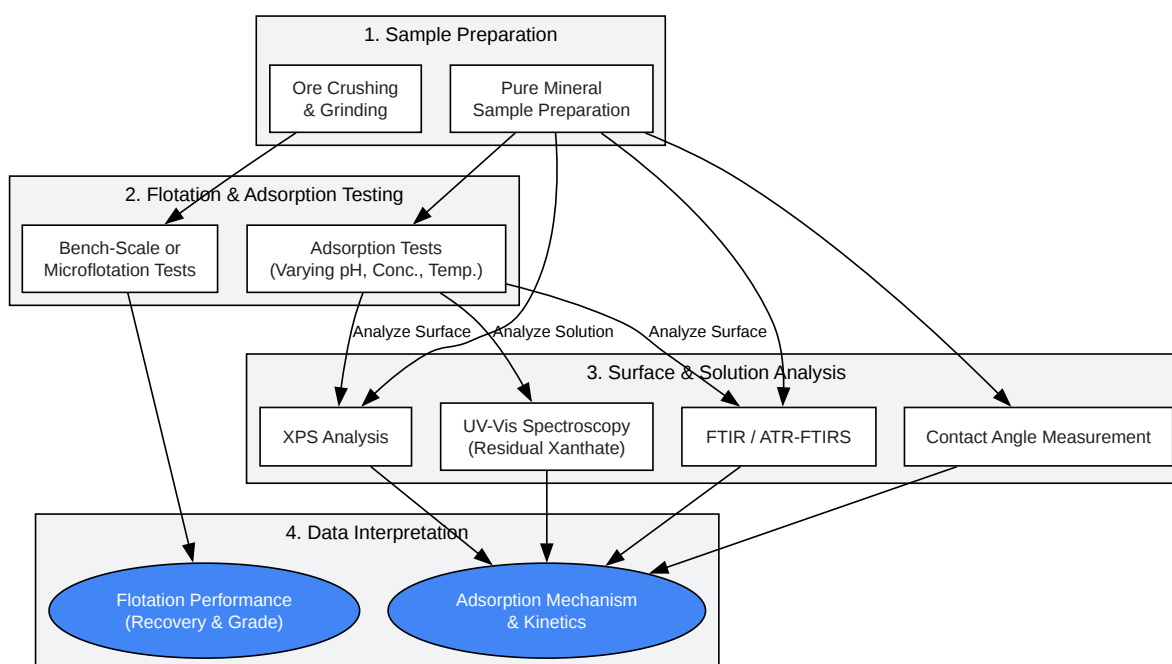 1. Sample Preparation
Ore Crushing
& Grinding
Pure Mineral
Sample Preparation
2. Flotation & Adsorption Testing
Bench-Scale or
Microflotation Tests
Adsorption Tests
(Varying pH, Conc., Temp.)
Analyze Surface
Analyze Solution
Analyze Surface
3. Surface & Solution Analysis
XPS Analysis
UV-Vis Spectroscopy
(Residual Xanthate)
FTIR / ATR-FTIRS
Contact Angle Measurement
4. Data Interpretation
Flotation Performance
(Recovery & Grade)
Adsorption Mechanism
& Kinetics